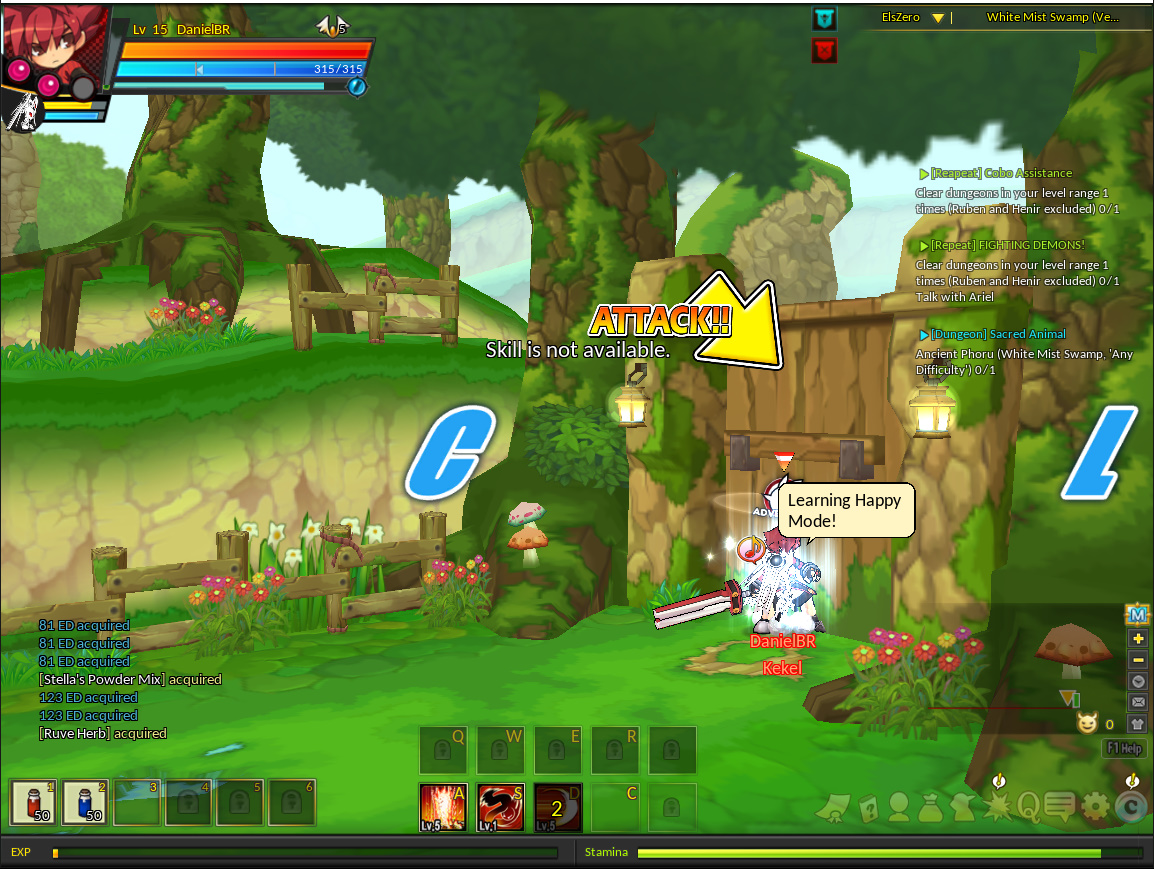 Lv 15 DanielBR
5
ElsZero
White Mist Swamp (Ve...
315/315
[Reapeat] Cobo Assistance
Clear dungeons in your level range 1
times (Ruben and Henir excluded) 0/1
[Repeat] FIGHTING DEMONS!
Clear dungeons in your level range 1
times (Ruben and Henir excluded) 0/1
Talk with Ariel
[Dungeon] Sacred Animal
Ancient Phoru (White Mist Swamp, 'Any
Difficulty') 0/1
ATTACK!!
Skill is not available.
C
L
Learning Happy
Mode!
ADVE
DanielBR
Kekel
81 ED acquired
81 ED acquired
81 ED acquired
[Stella's Powder Mix] acquired
123 ED acquired
123 ED acquired
[Ruve Herb] acquired
M
0
F1 Help
Q W E R
1 2 3 4 5 6
50 50
A S D C
2
Lv.5 Lv.1 Lv.5
C
EXP
Stamina